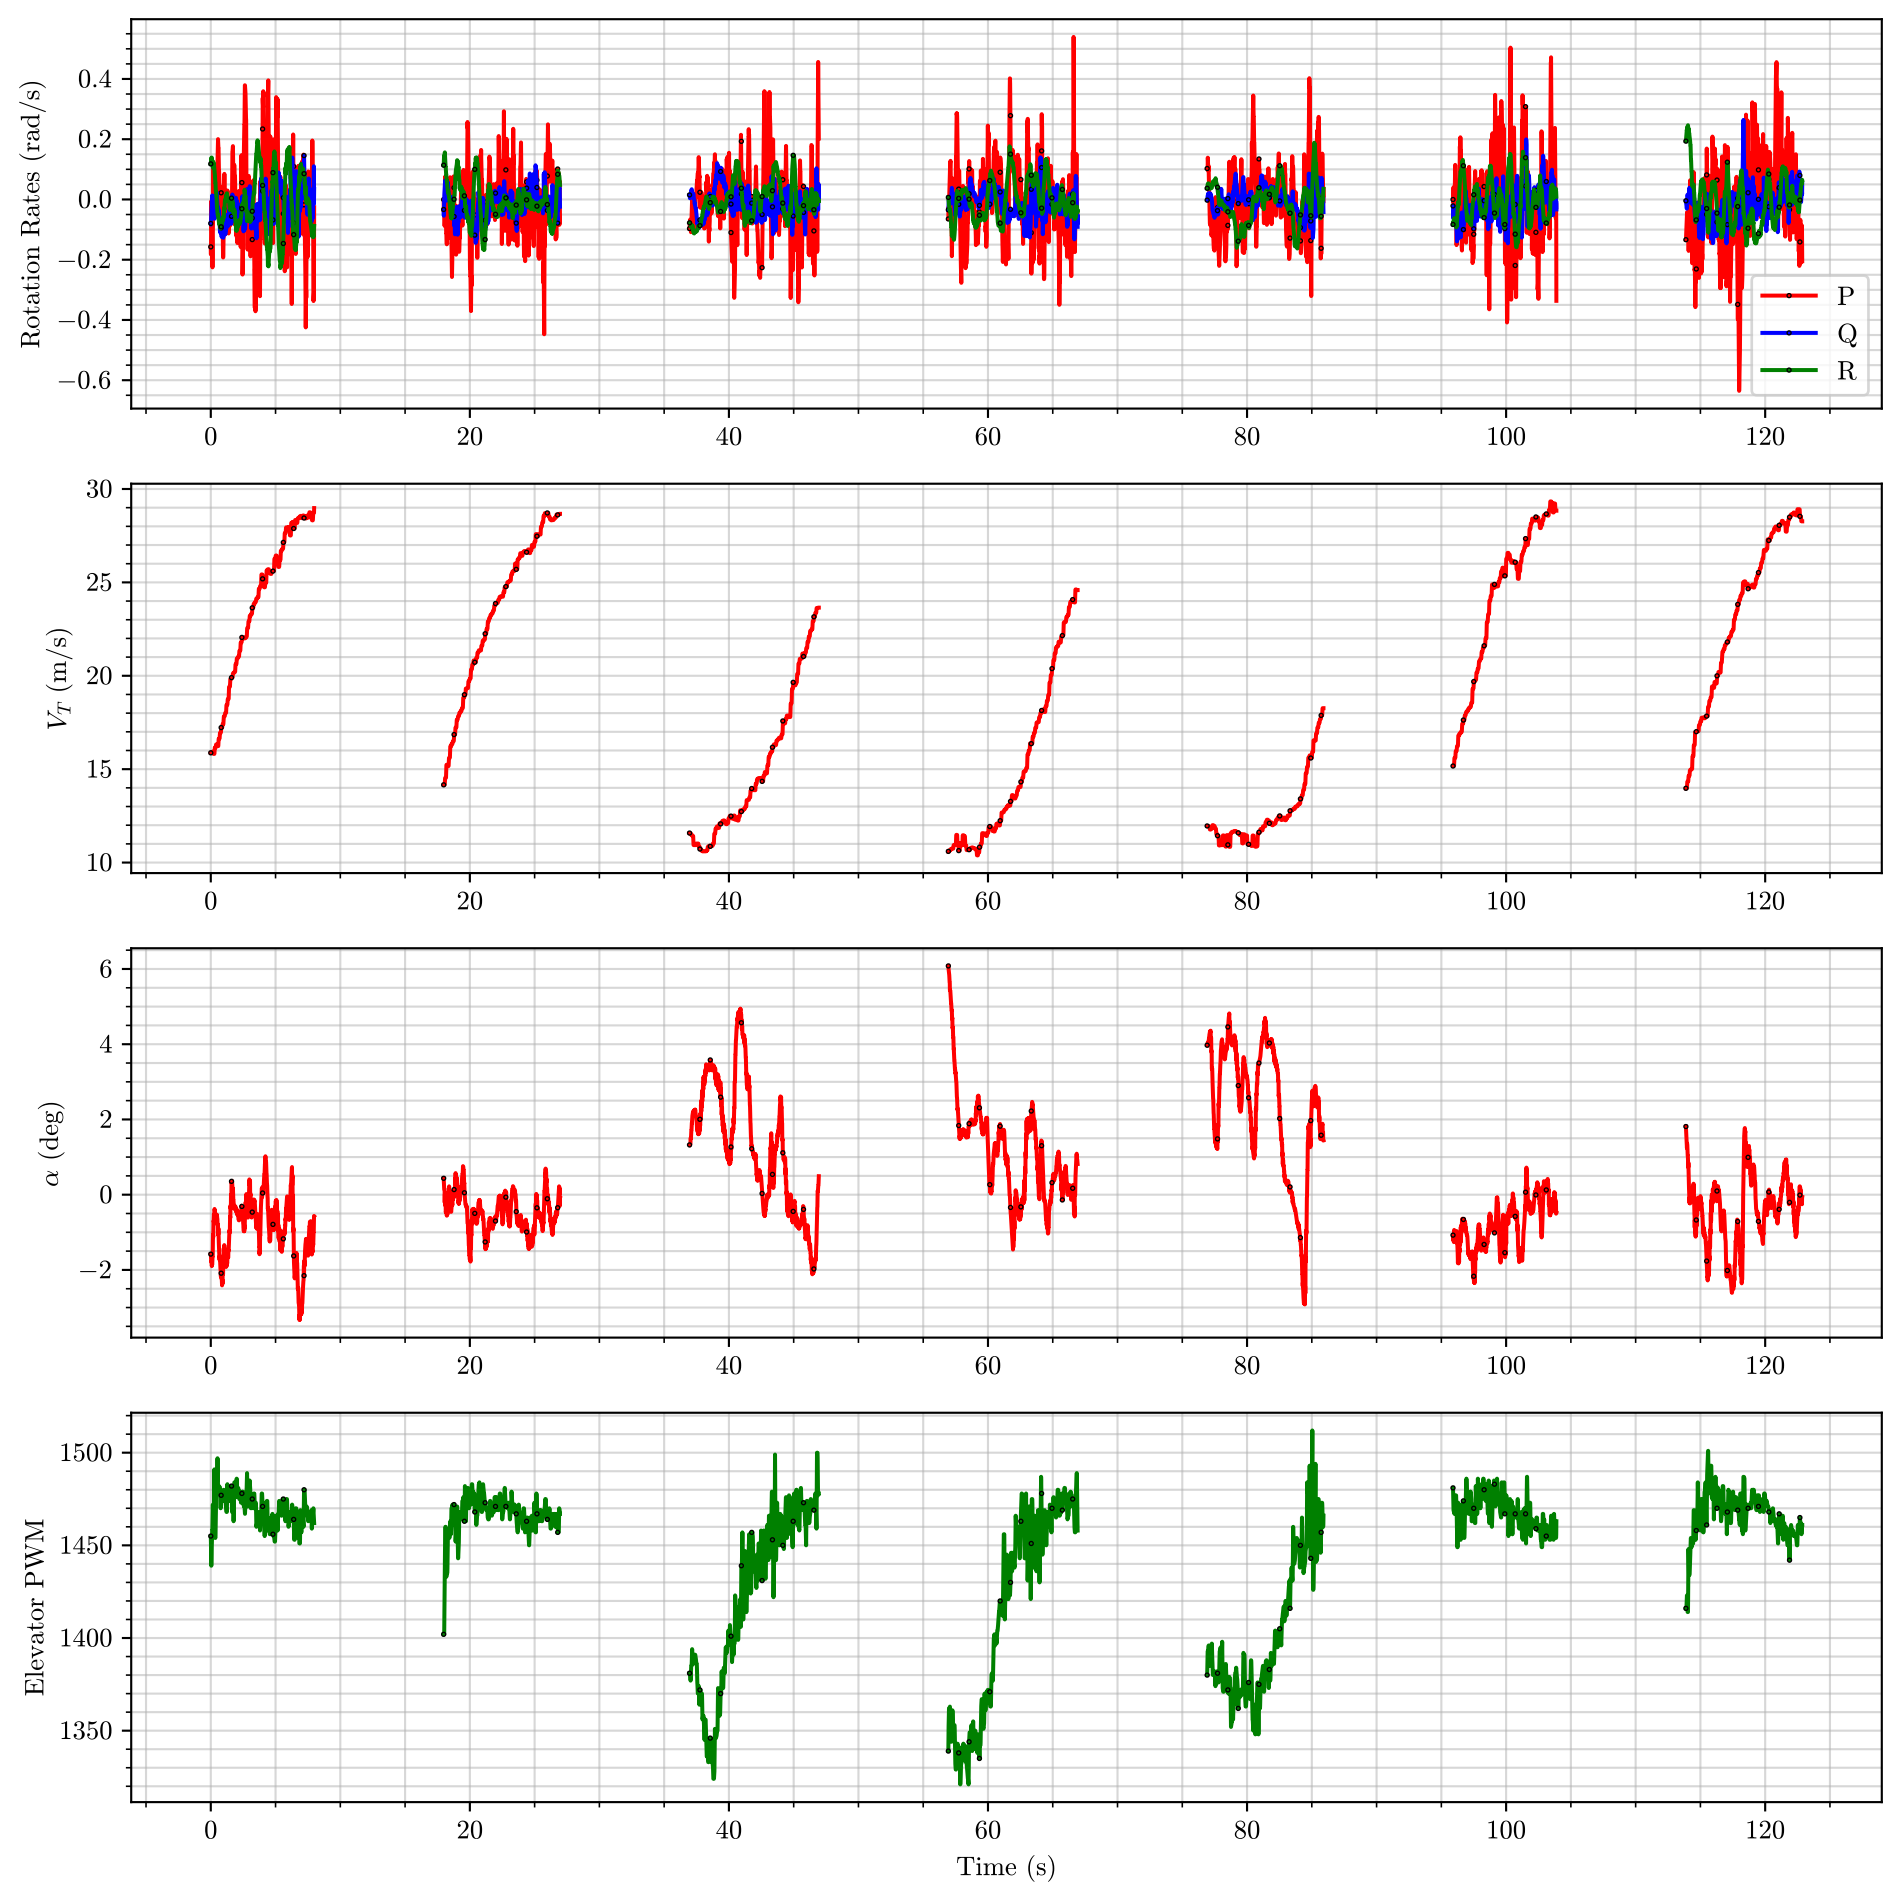 Rotation Rates (rad/s)
0.4
0.2
0.0
−0.2
−0.4
−0.6
P
Q
R
0 20 40 60 80 100 120
V_T (m/s)
30
25
20
15
10
0 20 40 60 80 100 120
α (deg)
6
4
2
0
−2
0 20 40 60 80 100 120
Elevator PWM
1500
1450
1400
1350
0 20 40 60 80 100 120
Time (s)